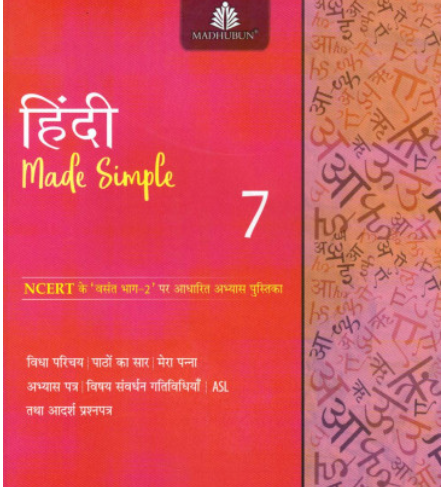 MADHUBUN®
हिंदी
Made Simple
7
NCERT के 'वसंत भाग-2' पर आधारित अभ्यास पुस्तिका
विधा परिचय | पाठों का सार | मेरा पन्ना
अभ्यास पत्र | विषय संवर्धन गतिविधियाँ | ASL
तथा आदर्श प्रश्नपत्र